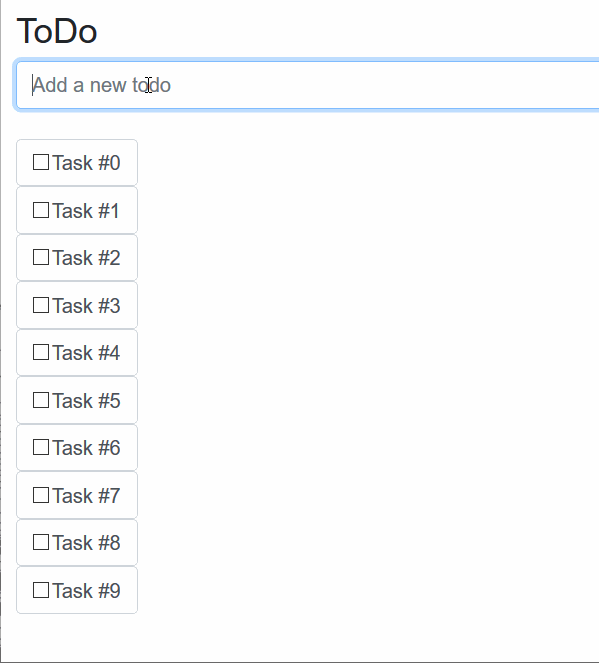 ToDo
Add a new todo
Task #0
Task #1
Task #2
Task #3
Task #4
Task #5
Task #6
Task #7
Task #8
Task #9